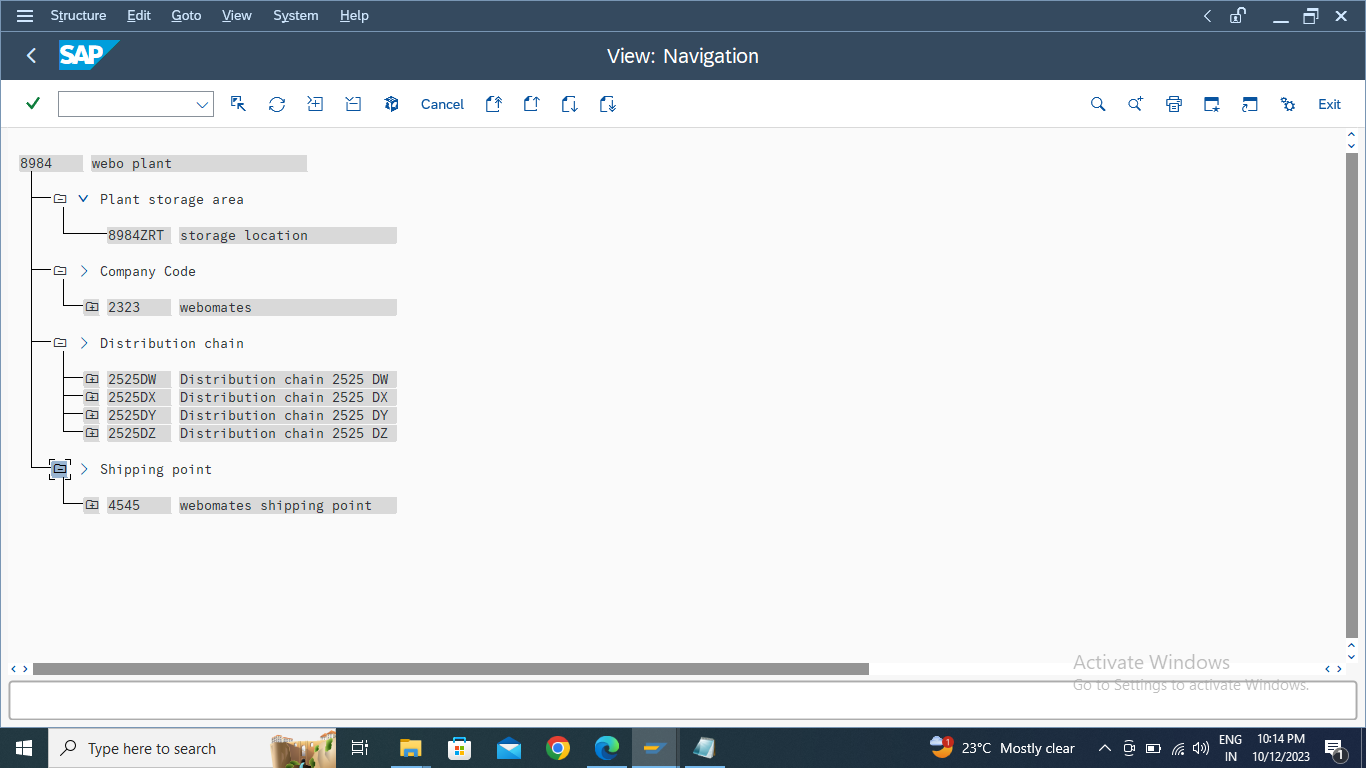 Structure Edit Goto View System Help
SAP View: Navigation
Cancel Exit
8984 webo plant
Plant storage area
8984ZRT storage location
Company Code
2323 webomates
Distribution chain
2525DW Distribution chain 2525 DW
2525DX Distribution chain 2525 DX
2525DY Distribution chain 2525 DY
2525DZ Distribution chain 2525 DZ
Shipping point
4545 webomates shipping point
Activate Windows
Go to Settings to activate Windows.
Type here to search
1 23°C Mostly clear
ENG
IN
10:14 PM
10/12/2023
1